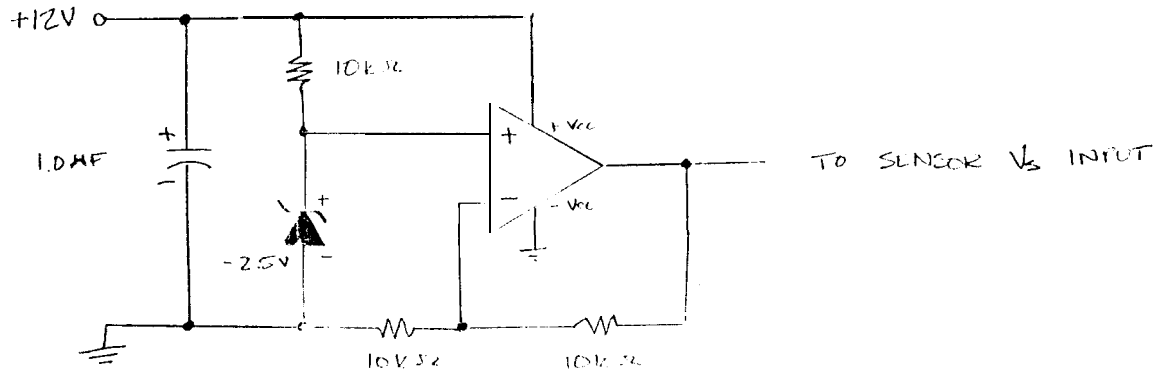 +12V
10KΩ
+
+ Vcc
+
1.0µF
TO SENSOR Vs INPUT
-
-
- Vcc
+
-2.5V
-
10KΩ
10KΩ